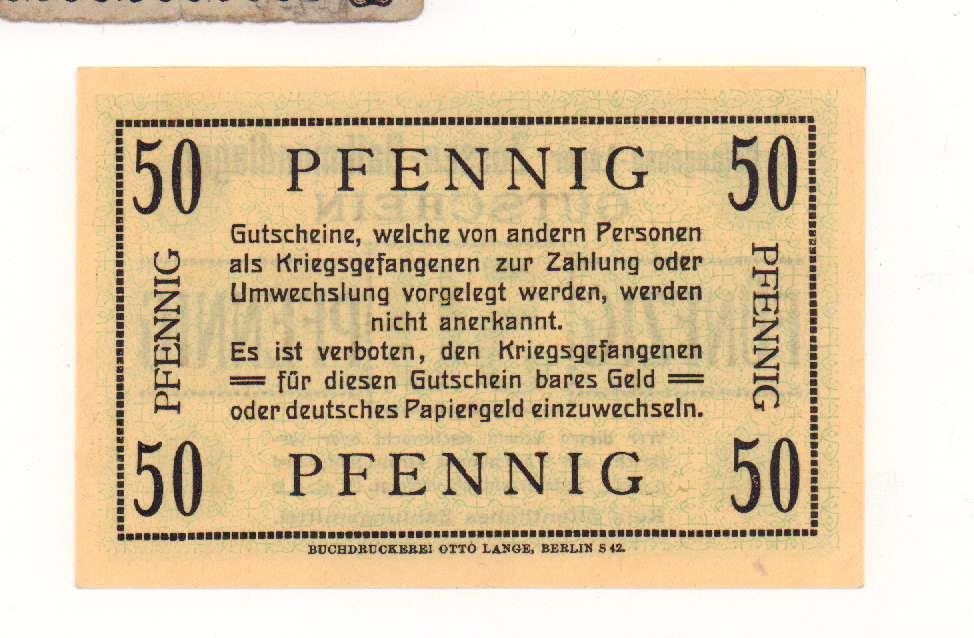 50 PFENNIG 50
Gutscheine, welche von andern Personen
als Kriegsgefangenen zur Zahlung oder
Umwechslung vorgelegt werden, werden
nicht anerkannt.
Es ist verboten, den Kriegsgefangenen
für diesen Gutschein bares Geld
oder deutsches Papiergeld einzuwechseln.
PFENNIG
PFENNIG
50 PFENNIG 50
BUCHDRUCKEREI OTTO LANGE, BERLIN S 42.